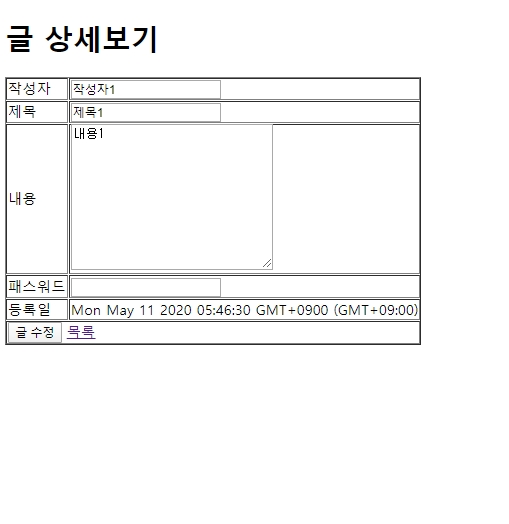 글 상세보기
작성자 작성자1
제목 제목1
내용 내용1
패스워드
등록일 Mon May 11 2020 05:46:30 GMT+0900 (GMT+09:00)
글 수정 목록